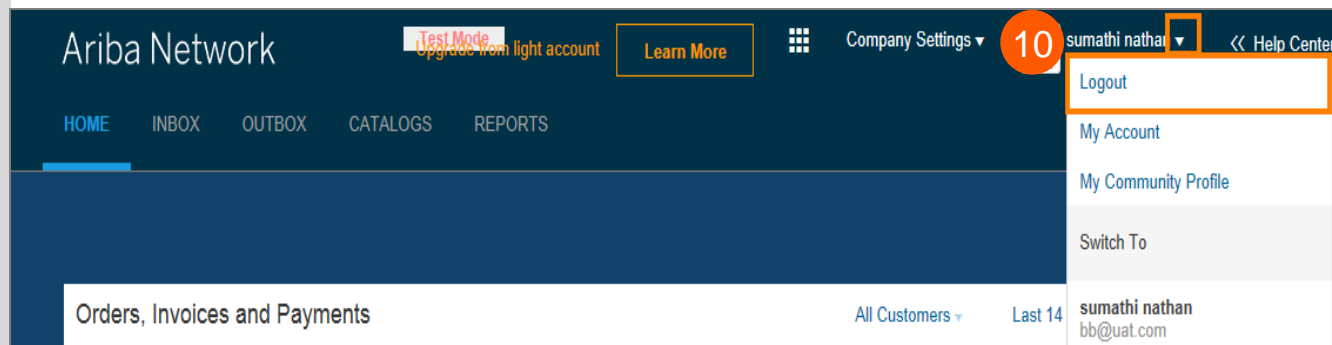 Ariba Network
Test Mode
Upgrade from light account
Learn More
Company Settings ▾
10
sumathi nathan ▾
<< Help Center
Logout
HOME
INBOX
OUTBOX
CATALOGS
REPORTS
My Account
My Community Profile
Switch To
Orders, Invoices and Payments
All Customers ▾
Last 14
sumathi nathan
bb@uat.com